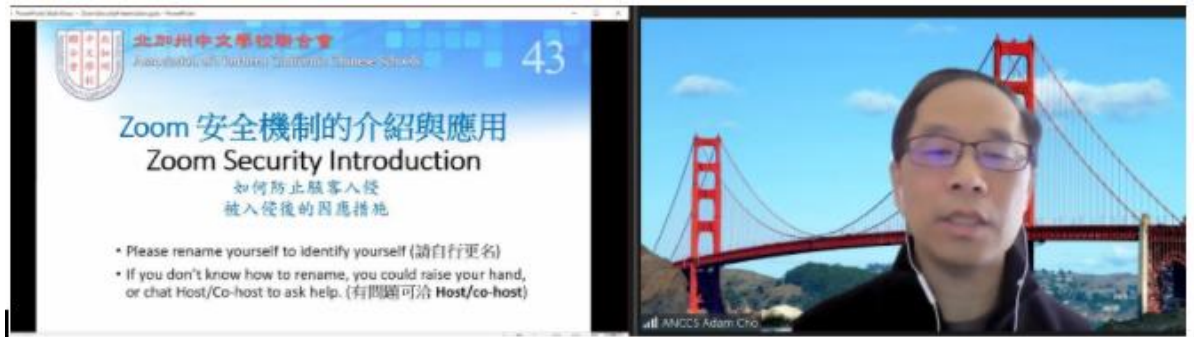 北加州中文學校聯合會
Association of Northern California Chinese Schools
43
Zoom 安全機制的介紹與應用
Zoom Security Introduction
如何防止駭客入侵
被入侵後的因應措施
• Please rename yourself to identify yourself (請自行更名)
• If you don't know how to rename, you could raise your hand,
or chat Host/Co-host to ask help. (有問題可洽 Host/co-host)
ANCCS Adam Cho